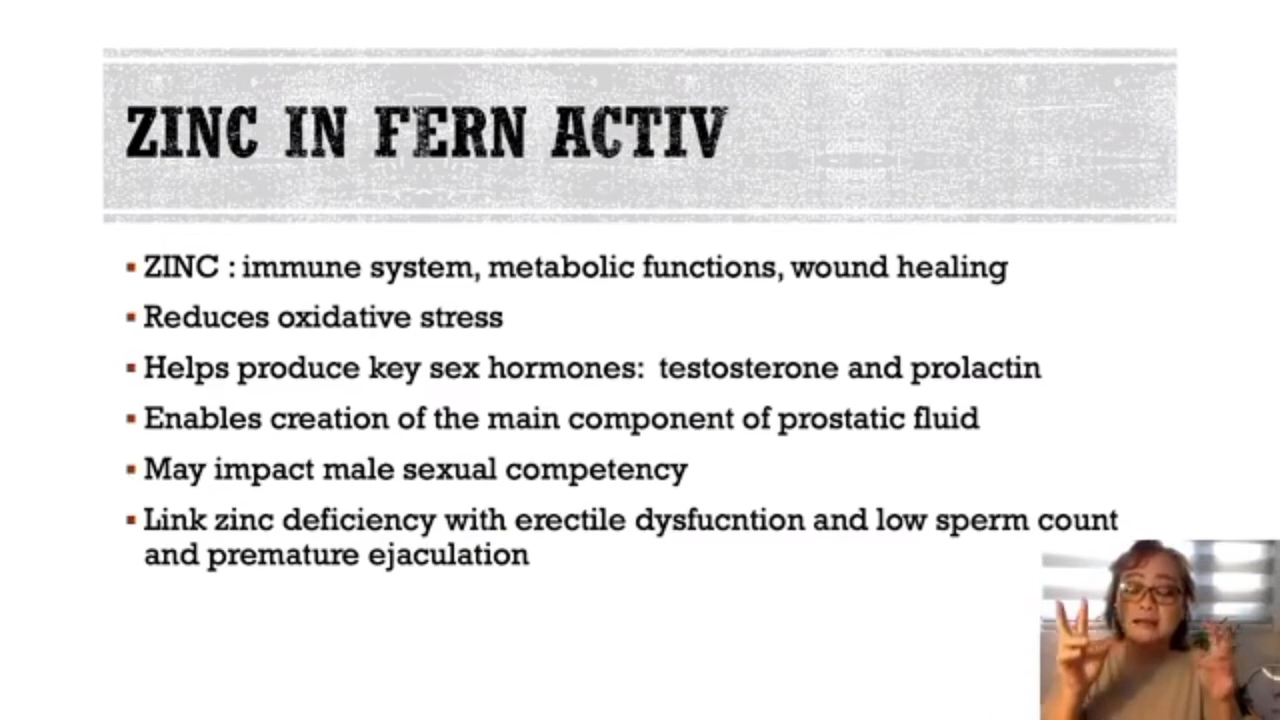 ZINC IN FERN ACTIV
ZINC : immune system, metabolic functions, wound healing
Reduces oxidative stress
Helps produce key sex hormones: testosterone and prolactin
Enables creation of the main component of prostatic fluid
May impact male sexual competency
Link zinc deficiency with erectile dysfucntion and low sperm count
and premature ejaculation